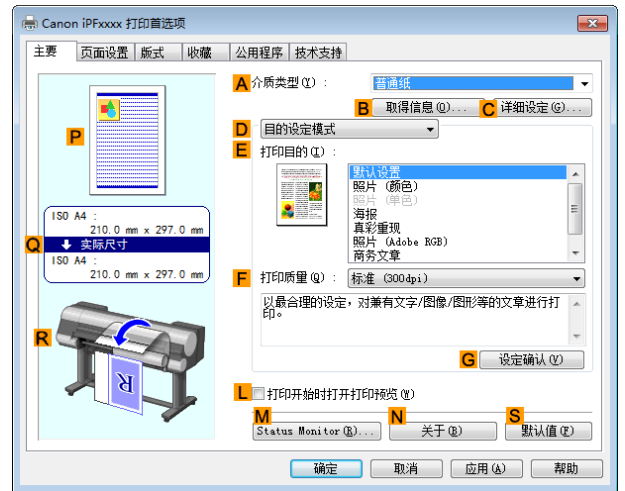 Canon iPFxxxx 打印首选项
主要 页面设置 版式 收藏 公用程序 技术支持
A 介质类型(Y) : 普通纸
B 取得信息(O)... C 详细设定(G)...
D 目的设定模式
E 打印目的(I) :
默认设置
照片 (颜色)
照片 (单色)
海报
真彩重现
照片 (Adobe RGB)
商务文章
P
ISO A4 :
210.0 mm x 297.0 mm
Q 实际尺寸
ISO A4 :
210.0 mm x 297.0 mm
F 打印质量(Q) : 标准 (300dpi)
以最合理的设定，对兼有文字/图像/图形等的文章进行打
印。
R
R
G 设定确认(V)
L 打印开始时打开打印预览(W)
M N S
Status Monitor(R)... 关于(B) 默认值(E)
确定 取消 应用(A) 帮助